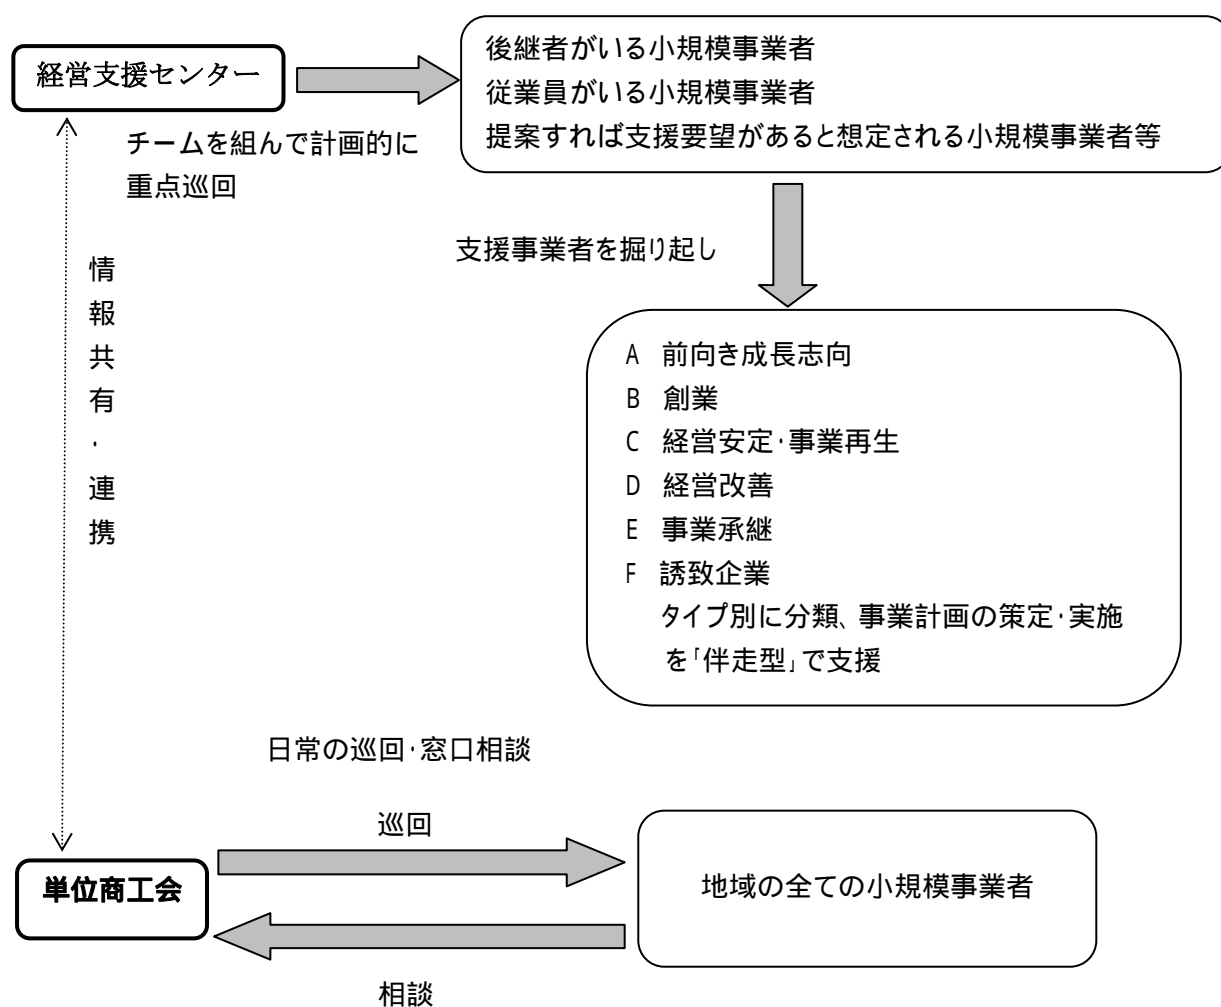 経営支援センター
後継者がいる小規模事業者
従業員がいる小規模事業者
提案すれば支援要望があると想定される小規模事業者等
チームを組んで計画的に
重点巡回
支援事業者を掘り起し
情報共有・連携
A 前向き成長志向
B 創業
C 経営安定・事業再生
D 経営改善
E 事業承継
F 誘致企業
タイプ別に分類、事業計画の策定・実施
を「伴走型」で支援
日常の巡回・窓口相談
巡回
単位商工会
地域の全ての小規模事業者
相談